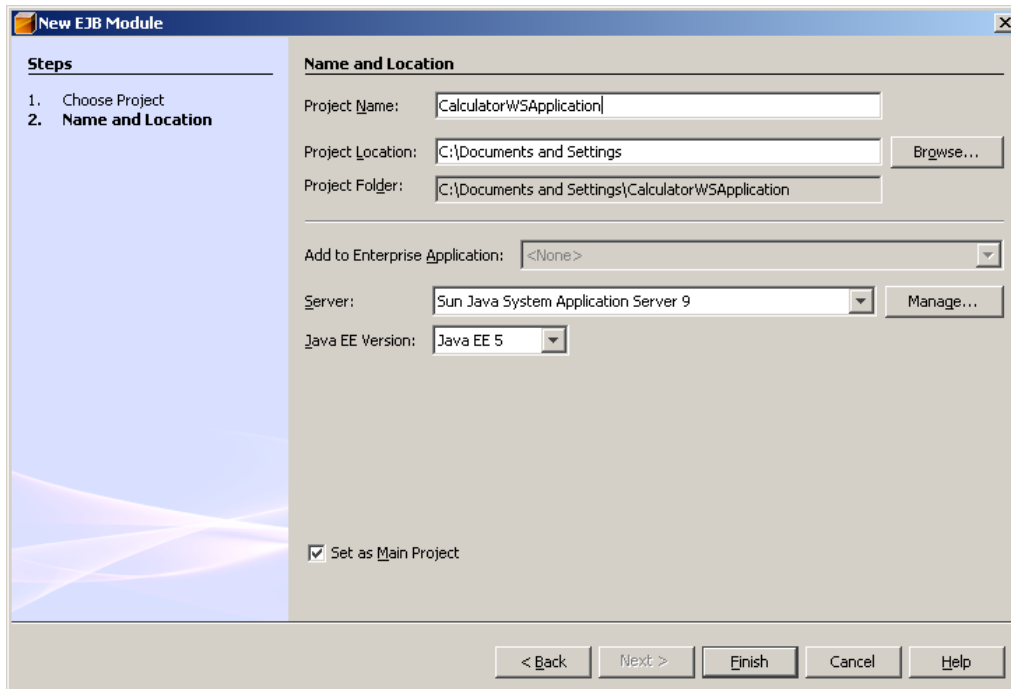 New EJB Module
Steps
1. Choose Project
2. Name and Location
Name and Location
Project Name: CalculatorWSApplication
Project Location: C:\Documents and Settings Browse...
Project Folder: C:\Documents and Settings\CalculatorWSApplication
Add to Enterprise Application: <None>
Server: Sun Java System Application Server 9 Manage...
Java EE Version: Java EE 5
Set as Main Project
< Back Next > Finish Cancel Help